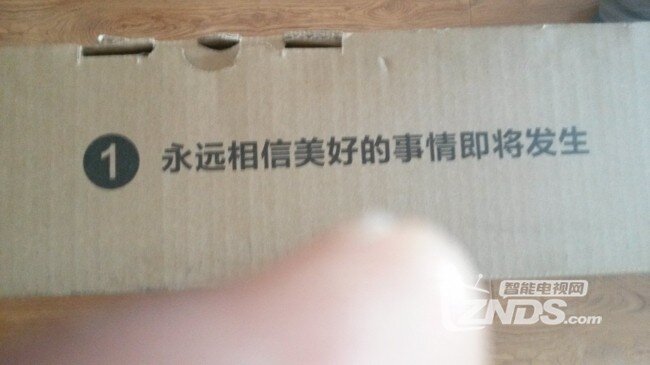 1 永远相信美好的事情即将发生
智能电视网
ZNDS.com